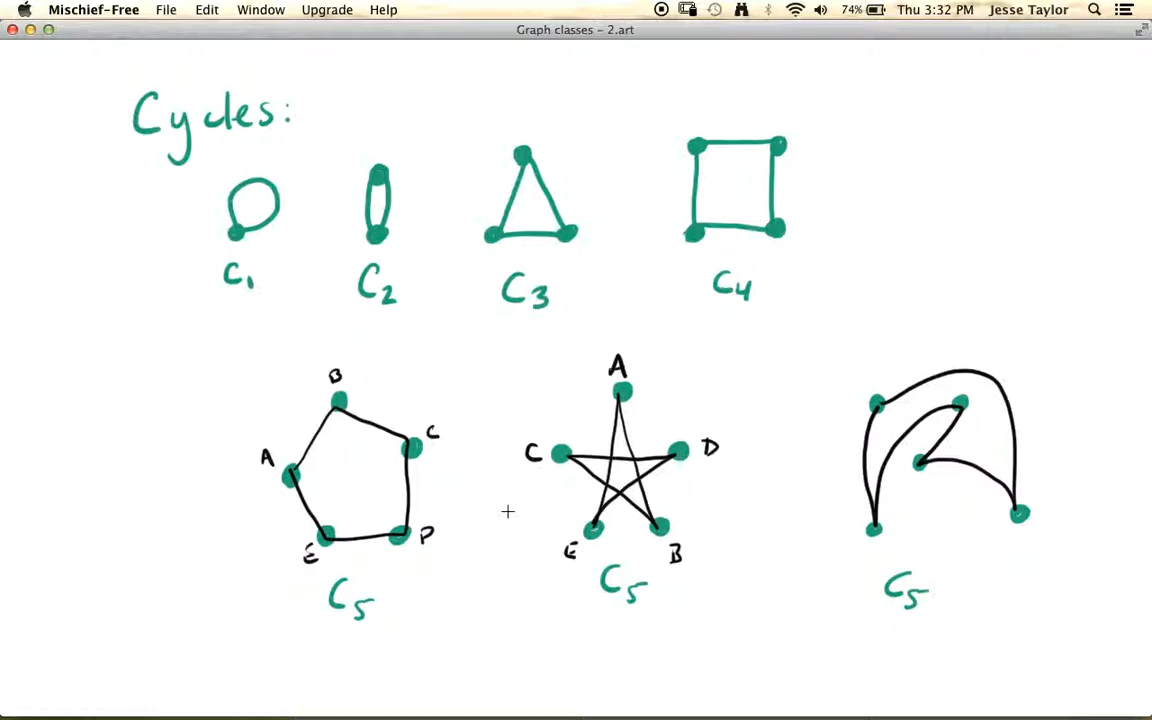 Mischief-Free File Edit Window Upgrade Help 74% Thu 3:32 PM Jesse Taylor
Graph classes – 2.art
Cycles:
C1 C2 C3 C4
B
A
C
A
C D
E P
E B
C5 C5 C5